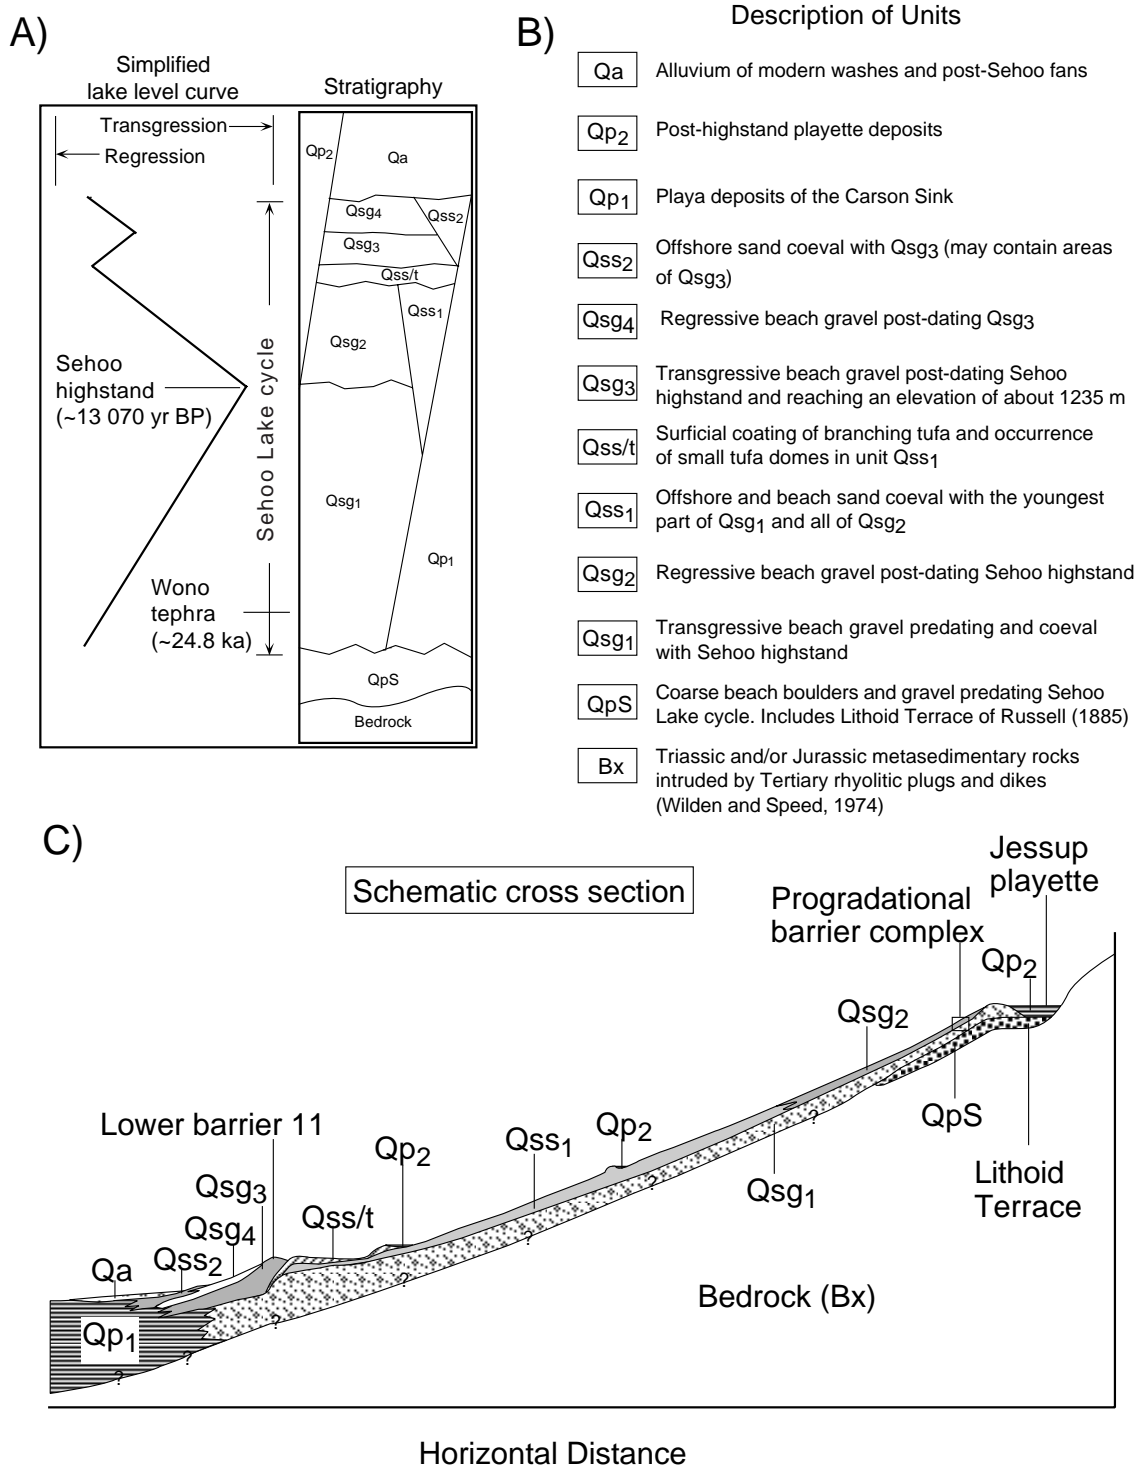 A)
Simplified
lake level curve
Stratigraphy
Transgression
Regression
Qp2
Qa
Qsg4
Qss2
Qsg3
Qss/t
Qss1
Qsg2
Sehoo
highstand
(~13 070 yr BP)
Sehoo Lake cycle
Qsg1
Qp1
Wono
tephra
(~24.8 ka)
QpS
Bedrock
B)
Description of Units
Qa Alluvium of modern washes and post-Sehoo fans
Qp2 Post-highstand playette deposits
Qp1 Playa deposits of the Carson Sink
Qss2 Offshore sand coeval with Qsg3 (may contain areas
of Qsg3)
Qsg4 Regressive beach gravel post-dating Qsg3
Qsg3 Transgressive beach gravel post-dating Sehoo
highstand and reaching an elevation of about 1235 m
Qss/t Surficial coating of branching tufa and occurrence
of small tufa domes in unit Qss1
Qss1 Offshore and beach sand coeval with the youngest
part of Qsg1 and all of Qsg2
Qsg2 Regressive beach gravel post-dating Sehoo highstand
Qsg1 Transgressive beach gravel predating and coeval
with Sehoo highstand
QpS Coarse beach boulders and gravel predating Sehoo
Lake cycle. Includes Lithoid Terrace of Russell (1885)
Bx Triassic and/or Jurassic metasedimentary rocks
intruded by Tertiary rhyolitic plugs and dikes
(Wilden and Speed, 1974)
C)
Schematic cross section
Jessup
playette
Progradational
barrier complex
Qp2
Qsg2
QpS
Lithoid
Terrace
Lower barrier 11
Qp2
Qss1
Qp2
Qsg1
Qsg3
Qsg4
Qss/t
Qss2
Qa
Qp1
? ? ? ? ? ? ?
Bedrock (Bx)
Horizontal Distance